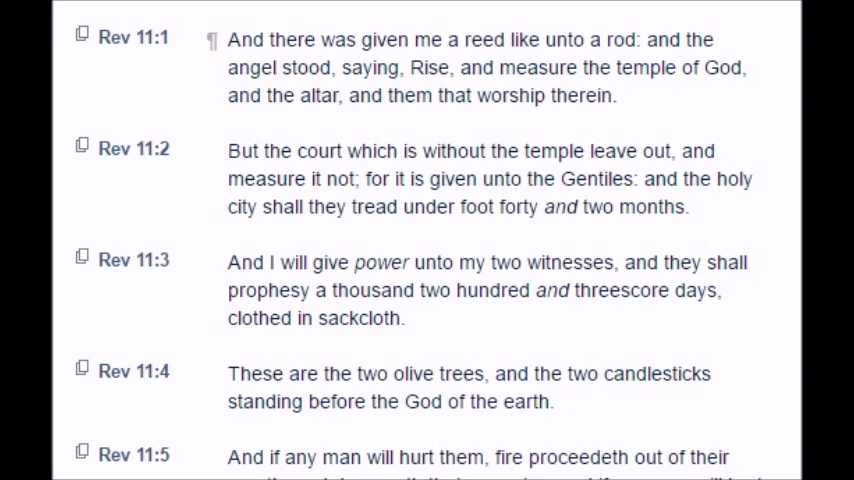 Rev 11:1 ¶ And there was given me a reed like unto a rod: and the
angel stood, saying, Rise, and measure the temple of God,
and the altar, and them that worship therein.
Rev 11:2 But the court which is without the temple leave out, and
measure it not; for it is given unto the Gentiles: and the holy
city shall they tread under foot forty and two months.
Rev 11:3 And I will give power unto my two witnesses, and they shall
prophesy a thousand two hundred and threescore days,
clothed in sackcloth.
Rev 11:4 These are the two olive trees, and the two candlesticks
standing before the God of the earth.
Rev 11:5 And if any man will hurt them, fire proceedeth out of their